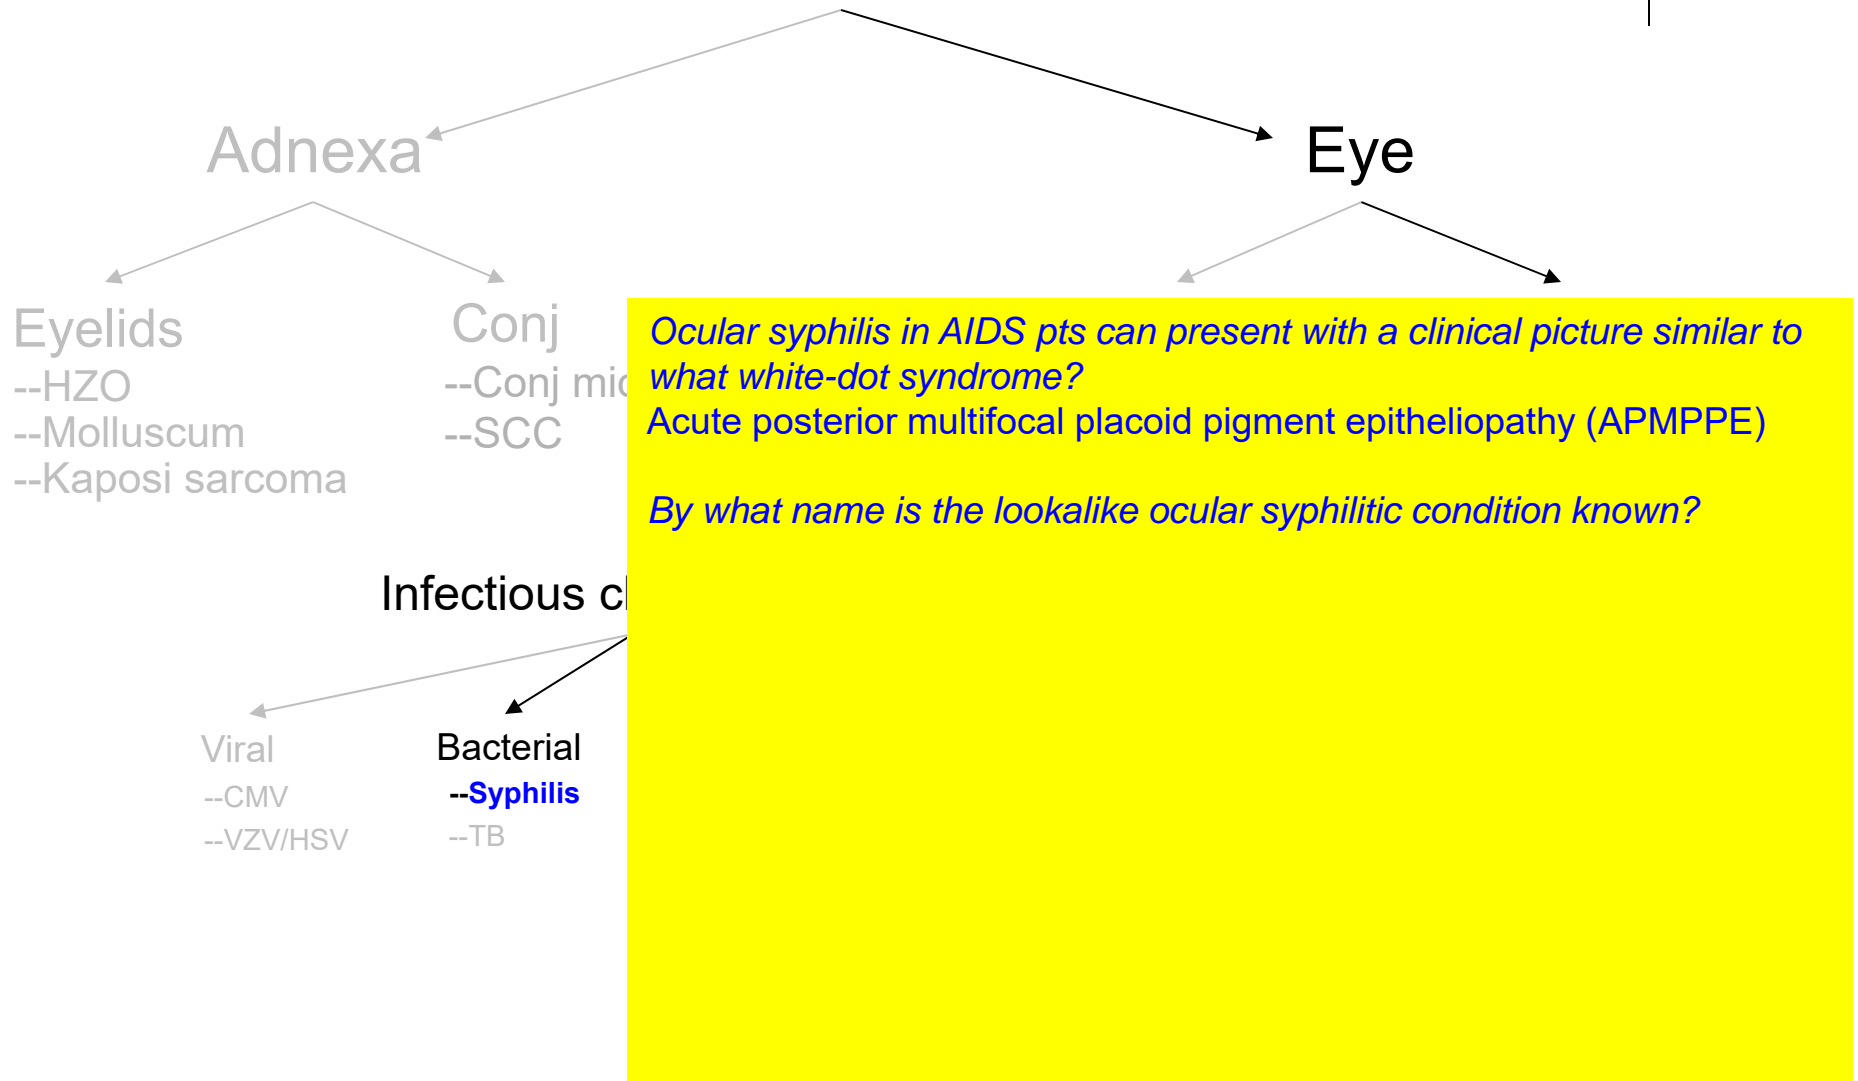 Adnexa
Eye
Eyelids
--HZO
--Molluscum
--Kaposi sarcoma
Conj
--Conj
--SCC
Ocular syphilis in AIDS pts can present with a clinical picture similar to
what white-dot syndrome?
Acute posterior multifocal placoid pigment epitheliopathy (APMPPE)
By what name is the lookalike ocular syphilitic condition known?
Infectious
Viral
--CMV
--VZV/HSV
Bacterial
--Syphilis
--TB